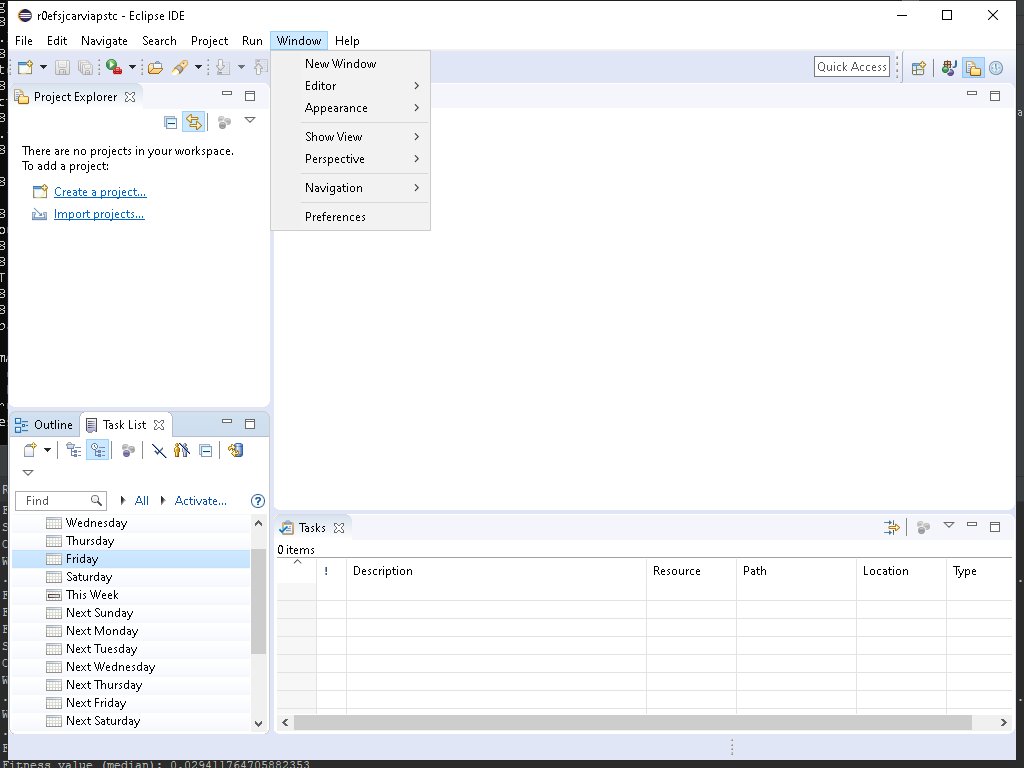 r0efsjcarviapstc - Eclipse IDE
File Edit Navigate Search Project Run Window Help
Quick Access
New Window
Editor
Appearance
Show View
Perspective
Navigation
Preferences
Project Explorer
There are no projects in your workspace.
To add a project:
Create a project...
Import projects...
Outline Task List
Find All Activate...
Wednesday
Thursday
Friday
Saturday
This Week
Next Sunday
Next Monday
Next Tuesday
Next Wednesday
Next Thursday
Next Friday
Next Saturday
Tasks
0 items
! Description Resource Path Location Type
Fitness value (median): 0.029411764705882353